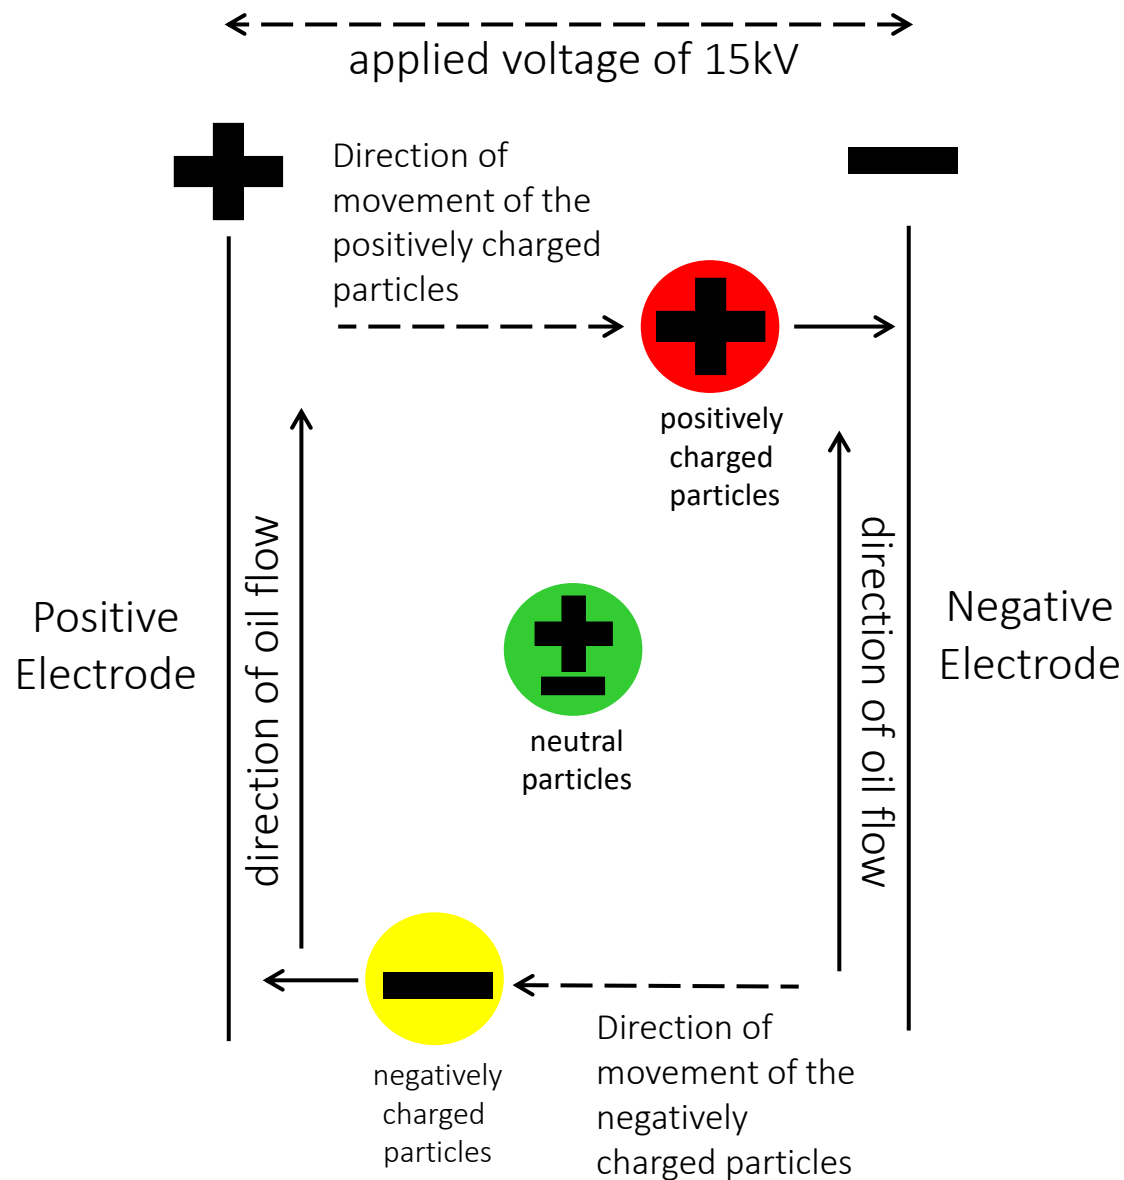 applied voltage of 15kV
Direction of
movement of the
positively charged
particles
positively
charged
particles
direction of oil flow
direction of oil flow
Positive
Electrode
Negative
Electrode
neutral
particles
negatively
charged
particles
Direction of
movement of the
negatively
charged particles